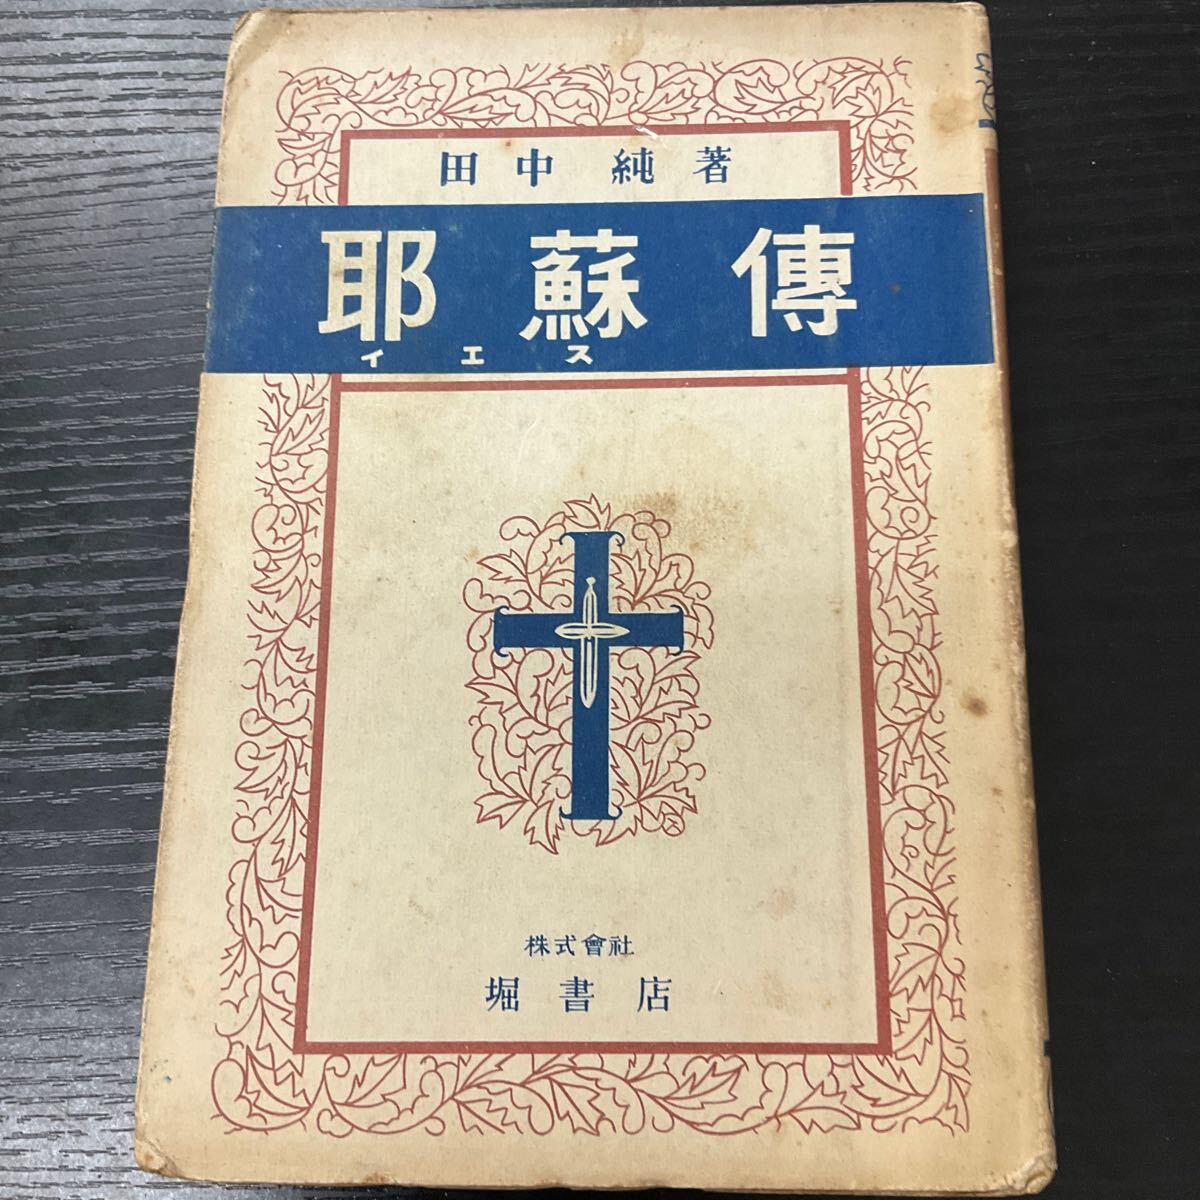 田中純著
耶蘇傳
イエス
株式會社
堀書店